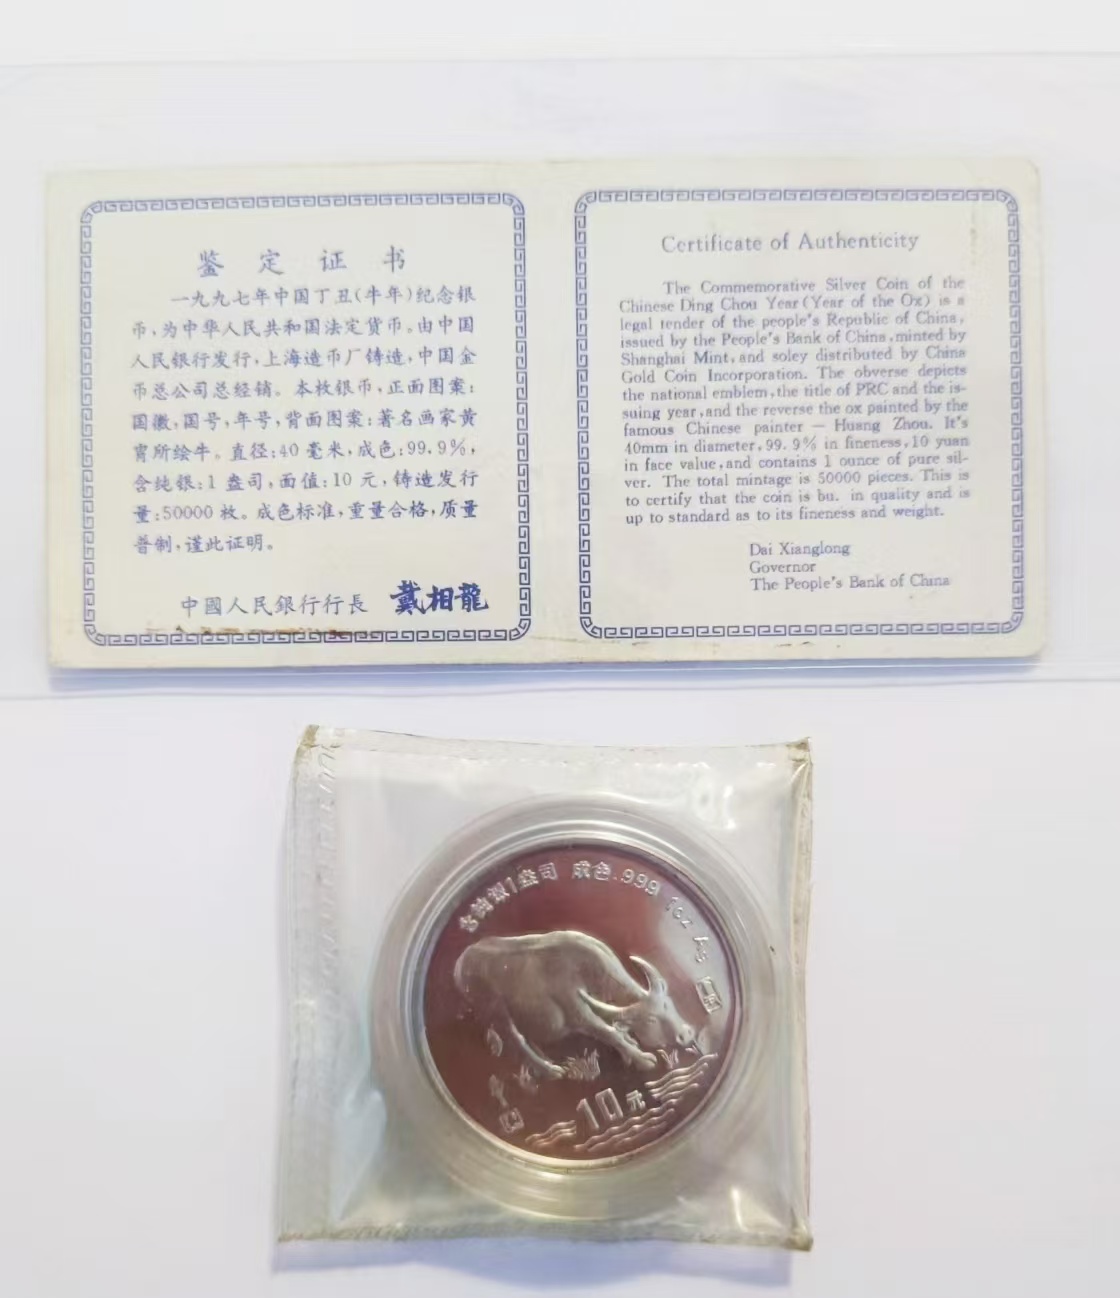 鉴定证书
一九九七年中国丁丑(牛年)纪念银
币,为中华人民共和国法定货币。由中国
人民银行发行,上海造币厂铸造,中国金
币总公司总经销。本枚银币,正面图案:
国徽,国号,年号,背面图案:著名画家黄
胄所绘牛。直径:40毫米,成色:99.9%,
含纯银:1盎司,面值:10元,铸造发行
量:50000枚。成色标准,重量合格,质量
普制,谨此证明。
中國人民銀行行長 戴相龍
Certificate of Authenticity
The Commemorative Silver Coin of the
Chinese Ding Chou Year (Year of the Ox) is a
legal tender of the people's Republic of China,
issued by the People's Bank of China, minted by
Shanghai Mint, and soley distributed by China
Gold Coin Incorporation. The obverse depicts
the national emblem, the title of PRC and the is-
suing year, and the reverse the ox painted by the
famous Chinese painter — Huang Zhou. It's
40mm in diameter, 99.9% in fineness, 10 yuan
in face value, and contains 1 ounce of pure sil-
ver. The total mintage is 50000 pieces. This is
to certify that the coin is bu. in quality and is
up to standard as to its fineness and weight.
Dai Xianglong
Governor
The People's Bank of China
含纯银1盎司 成色.999 1oz Ag
10元